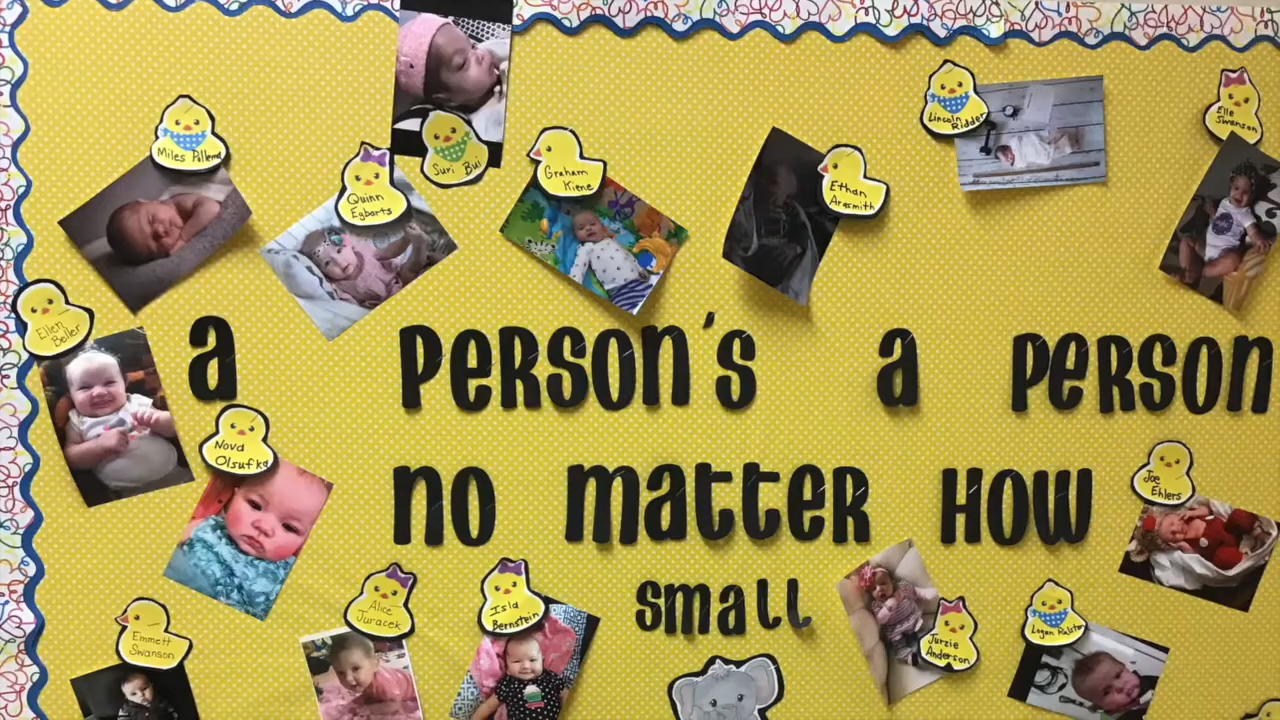 Miles Pollema
Quinn
Egbarts
Suri Bui
Graham
Kiene
Ethan
Arasmith
Lincoln
Ridder
Elle
Swanson
Ellen
Beller
a PERSON'S a PERSON
Nova
Olsufka
no matter HOW
Joe
Ehlers
small
Emmett
Swanson
Alice
Juracek
Isla
Bernstein
Jurzie
Anderson
Logan Ralston